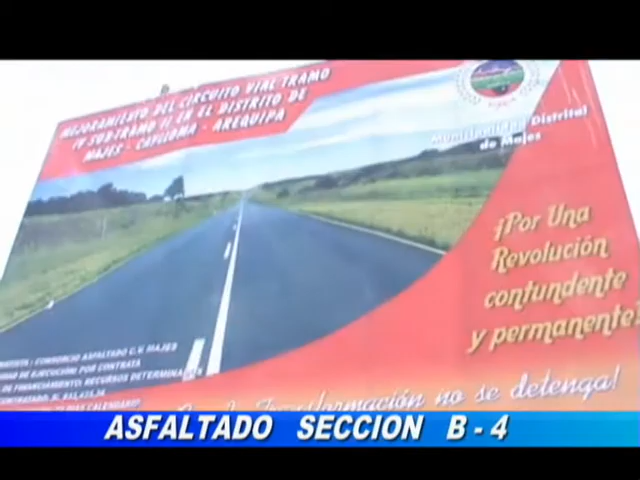 MEJORAMIENTO DEL CIRCUITO VIAL TRAMO
IV SUB-TRAMO II EN EL DISTRITO DE
MAJES - CAYLLOMA - AREQUIPA
Municipalidad Distrital
de Majes
¡Por Una
Revolución
contundente
y permanente
CONSORCIO ASFALTADO C.V. MAJES
POR CONTRATA
DE FINANCIAMIENTO: RECURSOS DETERMINADOS
CALENDARIO
Transformación no se detenga!
ASFALTADO SECCION B - 4